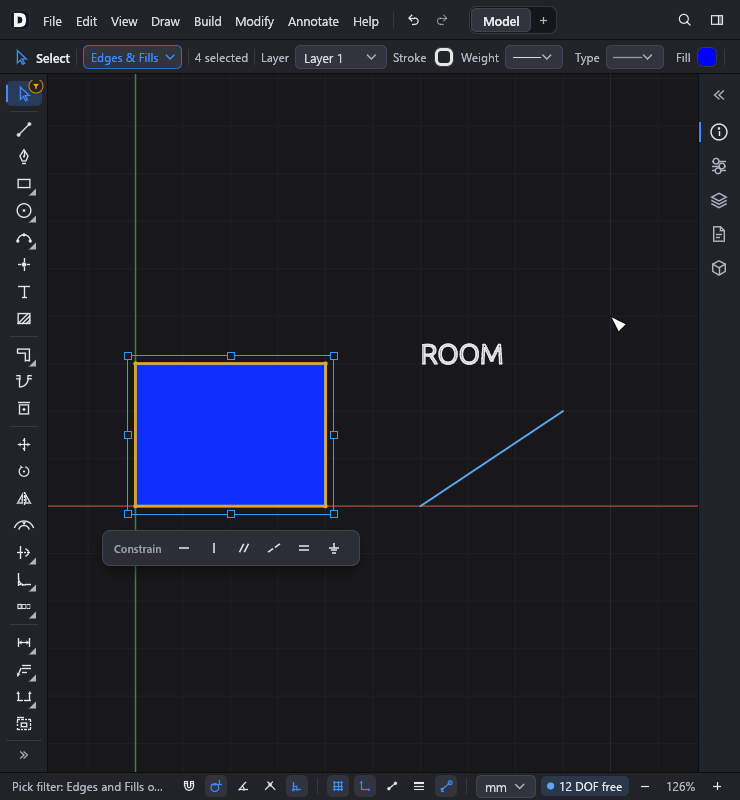 D File Edit View Draw Build Modify Annotate Help Model +
Select Edges & Fills 4 selected Layer Layer 1 Stroke Weight Type Fill
ROOM
Constrain
Pick filter: Edges and Fills o... mm 12 DOF free 126%